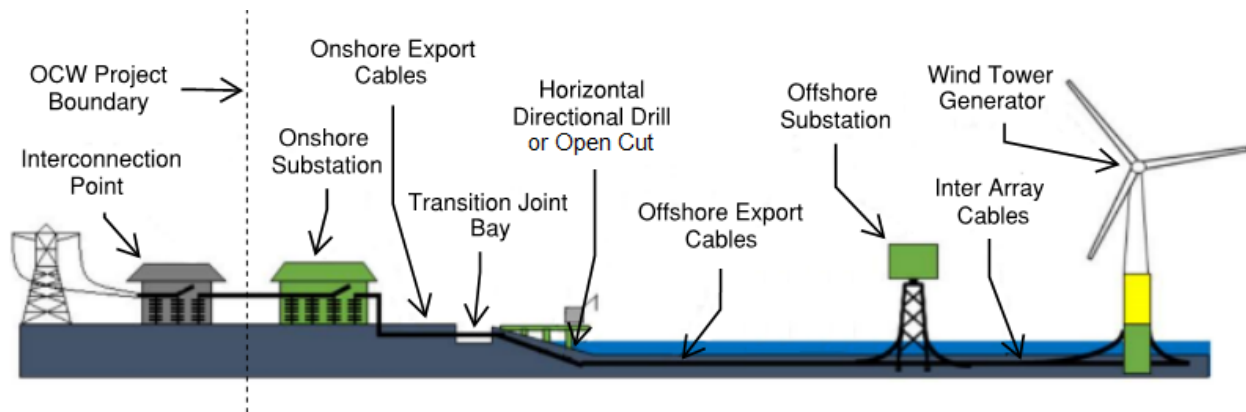 OCW Project
Boundary
Interconnection
Point
Onshore Export
Cables
Onshore
Substation
Transition Joint
Bay
Horizontal
Directional Drill
or Open Cut
Offshore Export
Cables
Offshore
Substation
Wind Tower
Generator
Inter Array
Cables